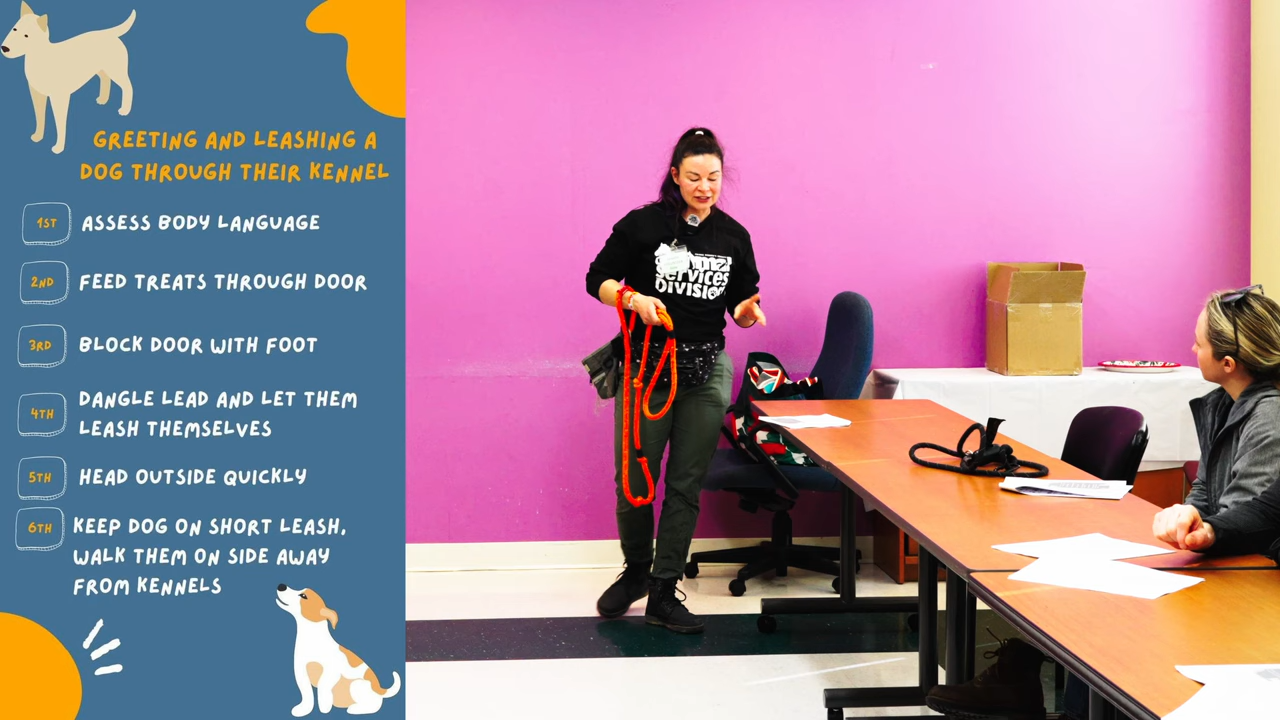 GREETING AND LEASHING A
DOG THROUGH THEIR KENNEL
1ST ASSESS BODY LANGUAGE
2ND FEED TREATS THROUGH DOOR
3RD BLOCK DOOR WITH FOOT
4TH DANGLE LEAD AND LET THEM
LEASH THEMSELVES
5TH HEAD OUTSIDE QUICKLY
6TH KEEP DOG ON SHORT LEASH,
WALK THEM ON SIDE AWAY
FROM KENNELS
Services
Division